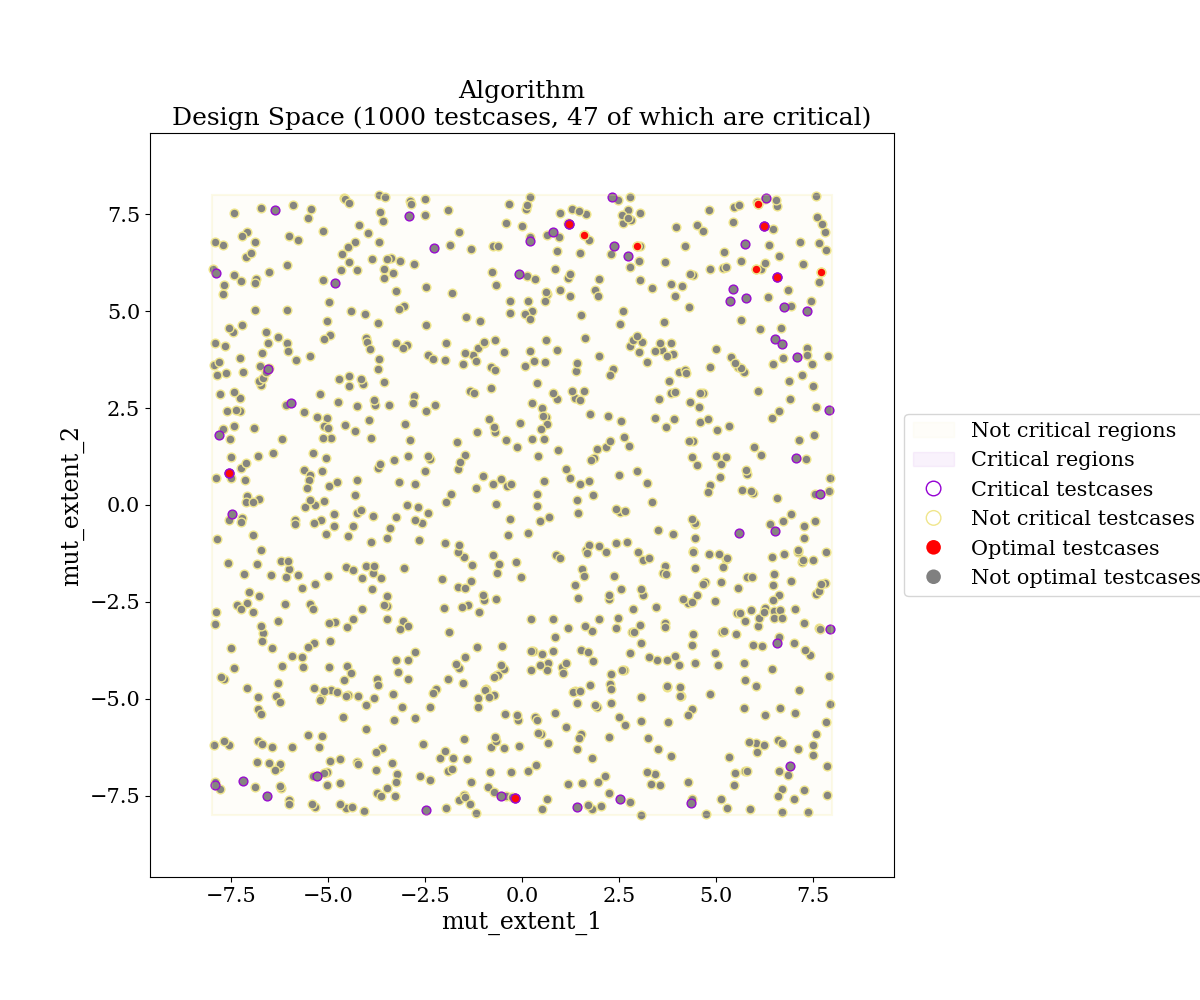 Algorithm
Design Space (1000 testcases, 47 of which are critical)
mut_extent_2
7.5
5.0
2.5
0.0
−2.5
−5.0
−7.5
−7.5 −5.0 −2.5 0.0 2.5 5.0 7.5
mut_extent_1
Not critical regions
Critical regions
Critical testcases
Not critical testcases
Optimal testcases
Not optimal testcases